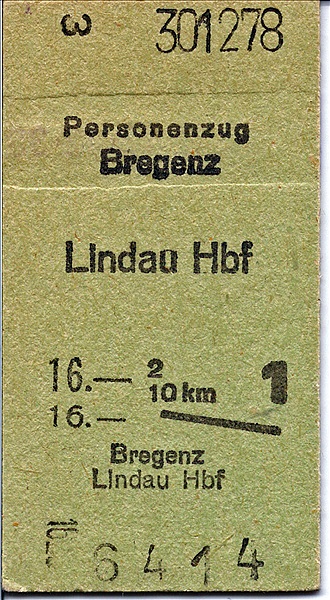 3 301278
Personenzug
Bregenz
Lindau Hbf
16.— 2 1
10 km
16.—
Bregenz
Lindau Hbf
6414